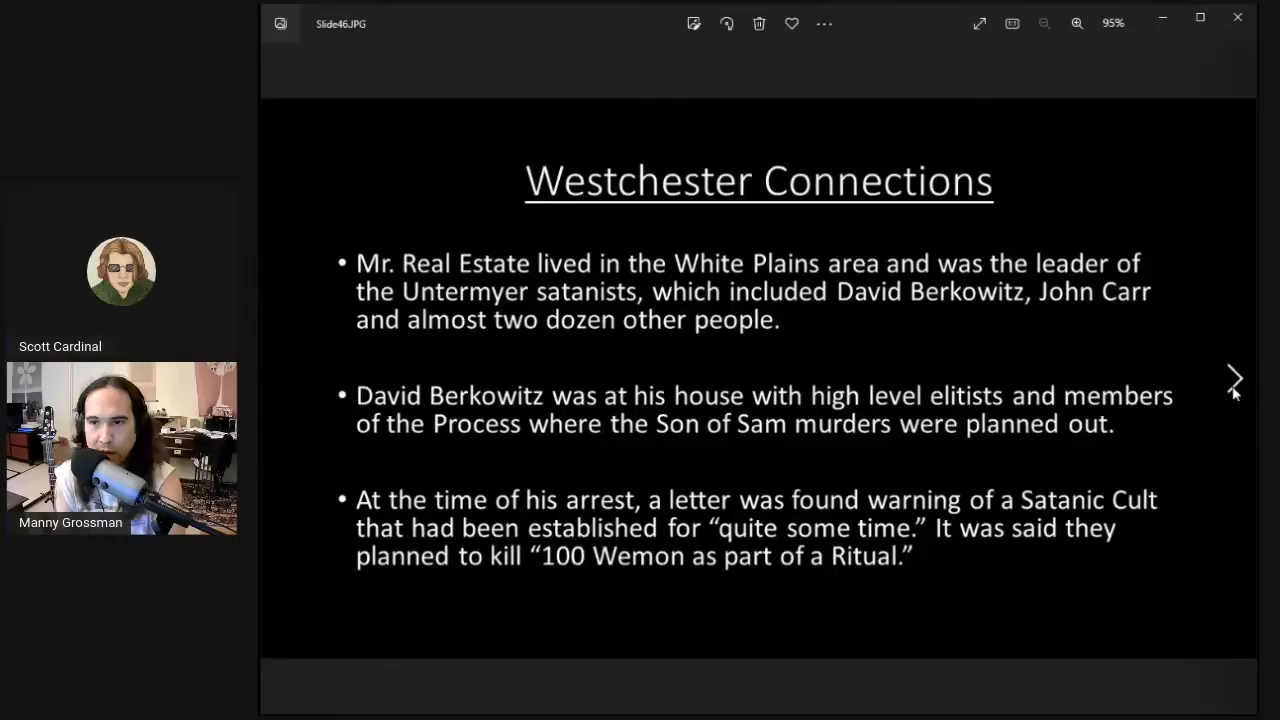 Slide46.JPG
95%
Westchester Connections
• Mr. Real Estate lived in the White Plains area and was the leader of
the Untermyer satanists, which included David Berkowitz, John Carr
and almost two dozen other people.
• David Berkowitz was at his house with high level elitists and members
of the Process where the Son of Sam murders were planned out.
• At the time of his arrest, a letter was found warning of a Satanic Cult
that had been established for “quite some time.” It was said they
planned to kill “100 Wemon as part of a Ritual.”
Scott Cardinal
Manny Grossman